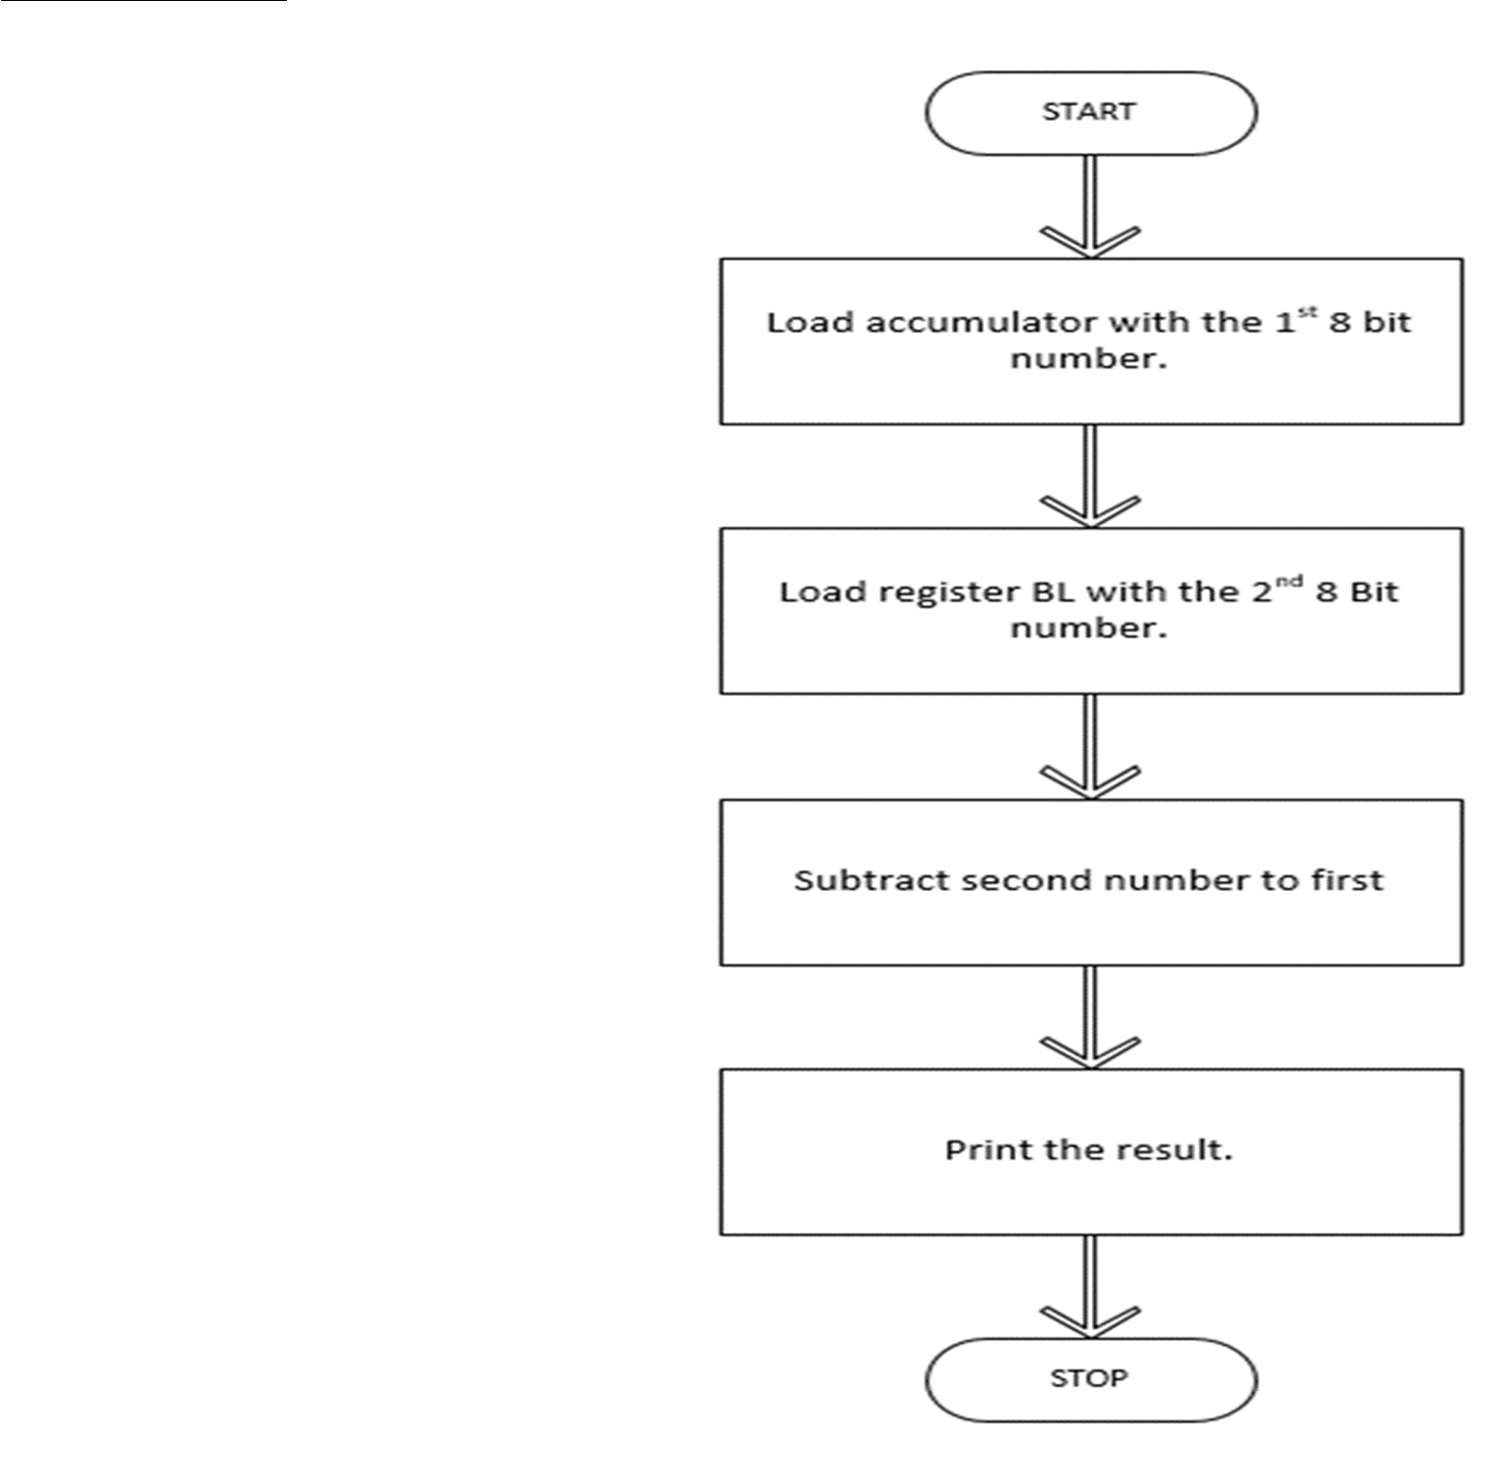 START
Load accumulator with the 1st 8 bit
number.
Load register BL with the 2nd 8 Bit
number.
Subtract second number to first
Print the result.
STOP